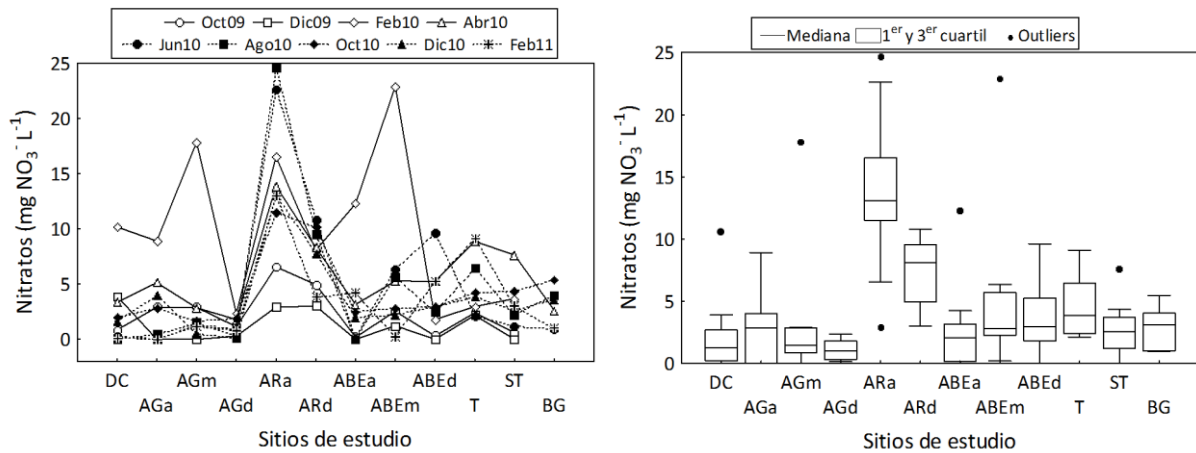 Oct09 Dic09 Feb10 Abr10
Jun10 Ago10 Oct10 Dic10 Feb11
Nitratos (mg NO₃⁻ L⁻¹)
25
20
15
10
5
0
DC AGm ARa ABEa ABEd ST
AGa AGd ARd ABEm T BG
Sitios de estudio
Mediana 1ᵉʳ y 3ᵉʳ cuartil Outliers
Nitratos (mg NO₃⁻ L⁻¹)
25
20
15
10
5
0
DC AGm ARa ABEa ABEd ST
AGa AGd ARd ABEm T BG
Sitios de estudio